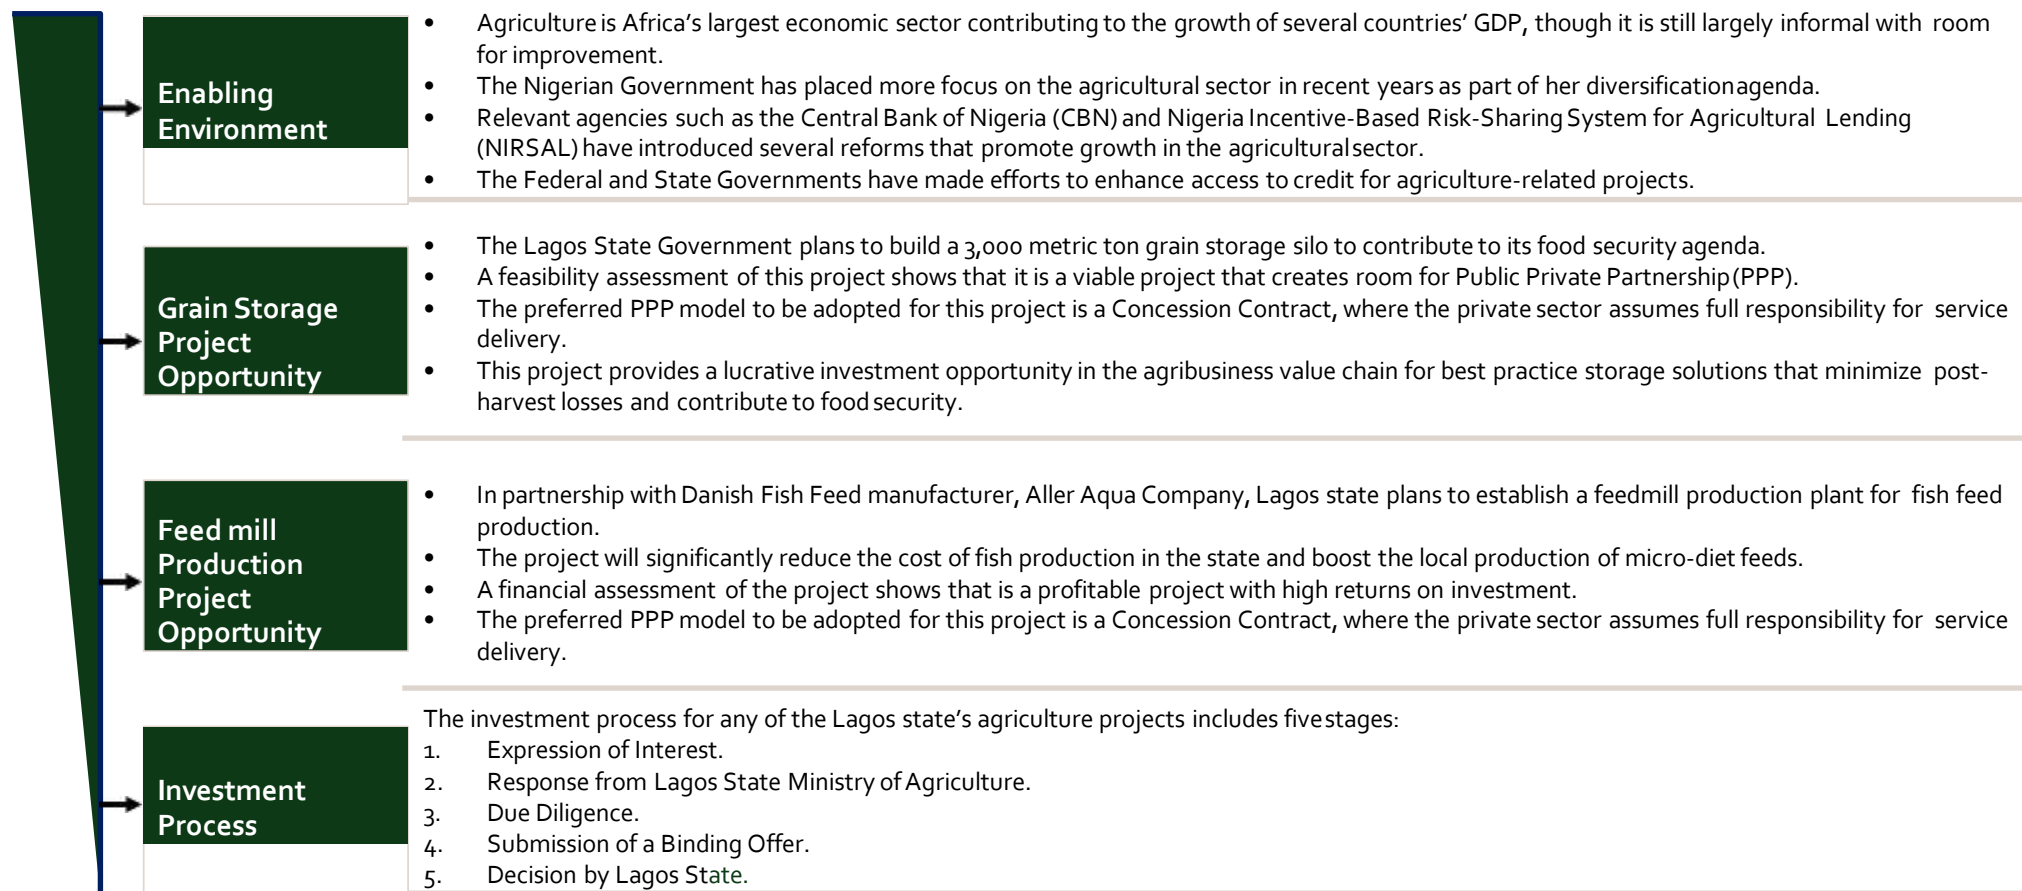 Enabling
Environment
• Agriculture is Africa's largest economic sector contributing to the growth of several countries' GDP, though it is still largely informal with room
for improvement.
• The Nigerian Government has placed more focus on the agricultural sector in recent years as part of her diversificationagenda.
• Relevant agencies such as the Central Bank of Nigeria (CBN) and Nigeria Incentive-Based Risk-Sharing System for Agricultural Lending
(NIRSAL) have introduced several reforms that promote growth in the agriculturalsector.
• The Federal and State Governments have made efforts to enhance access to credit for agriculture-related projects.
Grain Storage
Project
Opportunity
• The Lagos State Government plans to build a 3,000 metric ton grain storage silo to contribute to its food security agenda.
• A feasibility assessment of this project shows that it is a viable project that creates room for Public Private Partnership (PPP).
• The preferred PPP model to be adopted for this project is a Concession Contract, where the private sector assumes full responsibility for service
delivery.
• This project provides a lucrative investment opportunity in the agribusiness value chain for best practice storage solutions that minimize post-
harvest losses and contribute to food security.
Feed mill
Production
Project
Opportunity
• In partnership with Danish Fish Feed manufacturer, Aller Aqua Company, Lagos state plans to establish a feedmill production plant for fish feed
production.
• The project will significantly reduce the cost of fish production in the state and boost the local production of micro-diet feeds.
• A financial assessment of the project shows that is a profitable project with high returns on investment.
• The preferred PPP model to be adopted for this project is a Concession Contract, where the private sector assumes full responsibility for service
delivery.
Investment
Process
The investment process for any of the Lagos state's agriculture projects includes fivestages:
1. Expression of Interest.
2. Response from Lagos State Ministry of Agriculture.
3. Due Diligence.
4. Submission of a Binding Offer.
5. Decision by Lagos State.